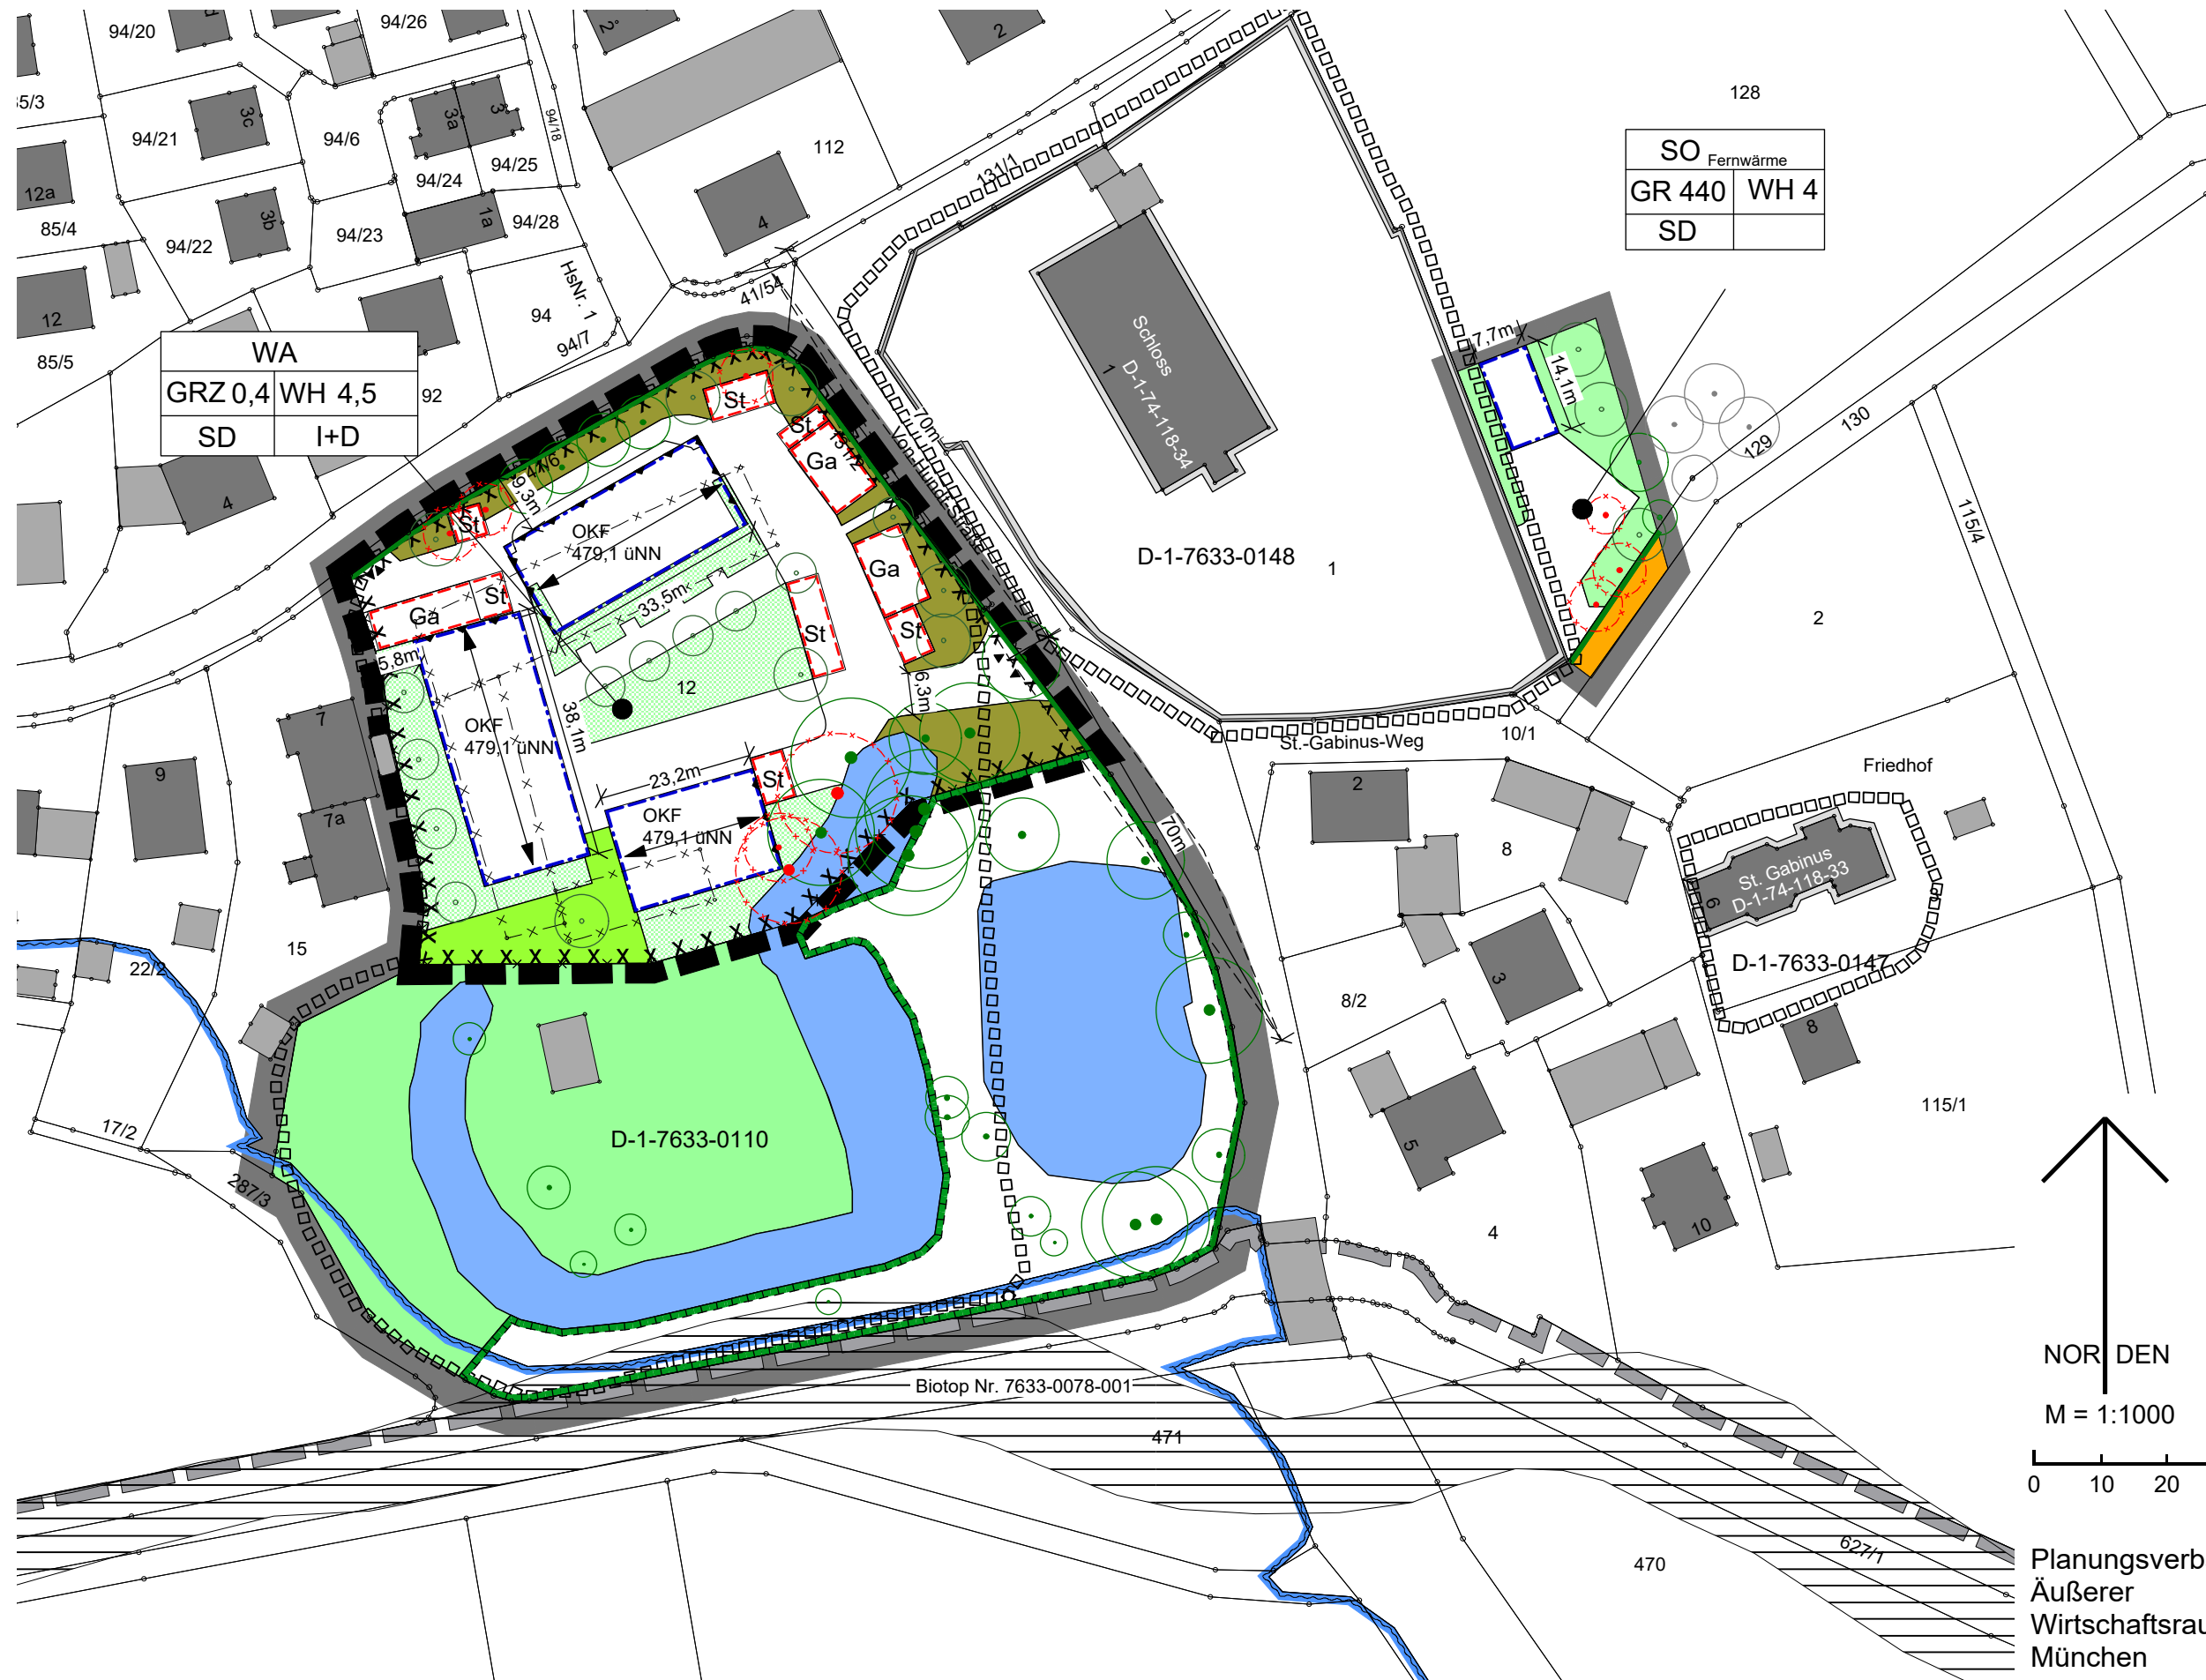 94/20
94/26
2
128
35/3
94/21
3c
94/6
3a
3
94/18
94/25
112
131/1
12a
94/24
85/4
94/22
3b
94/23
1a
94/28
4
SO Fernwärme
GR 440 WH 4
SD
HsNr. 1
94
94/7
41/54
12
85/5
WA
GRZ 0,4 WH 4,5
SD I+D
92
4
Schloss
D-1-74-118-34
1
7,7m
14,1m
129
130
115/4
70m
Von-Hundt-Straße
St
St
Ga
9,3m
St
OKF
479,1 üNN
33,5m
Ga
St
Ga
St
St
D-1-7633-0148
1
2
5,8m
12
6,3m
38,1m
OKF
479,1 üNN
23,2m
St
OKF
479,1 üNN
7
7a
9
15
22/2
St.-Gabinus-Weg
10/1
Friedhof
70m
2
8
St. Gabinus
D-1-74-118-33
6
D-1-7633-0147
3
8/2
8
5
115/1
17/2
287/3
D-1-7633-0110
4
10
NORDEN
M = 1:1000
0 10 20
Biotop Nr. 7633-0078-001
471
470
627/1
Planungsverb
Äußerer
Wirtschaftsrau
München